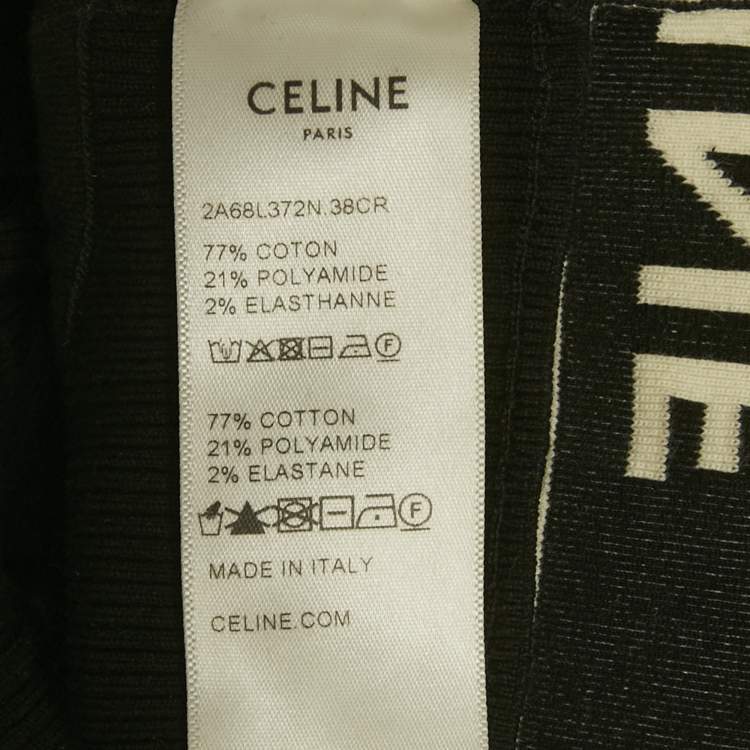 CELINE
PARIS
2A68L372N.38CR
77% COTON
21% POLYAMIDE
2% ELASTHANNE
F
77% COTTON
21% POLYAMIDE
2% ELASTANE
F
MADE IN ITALY
CELINE.COM